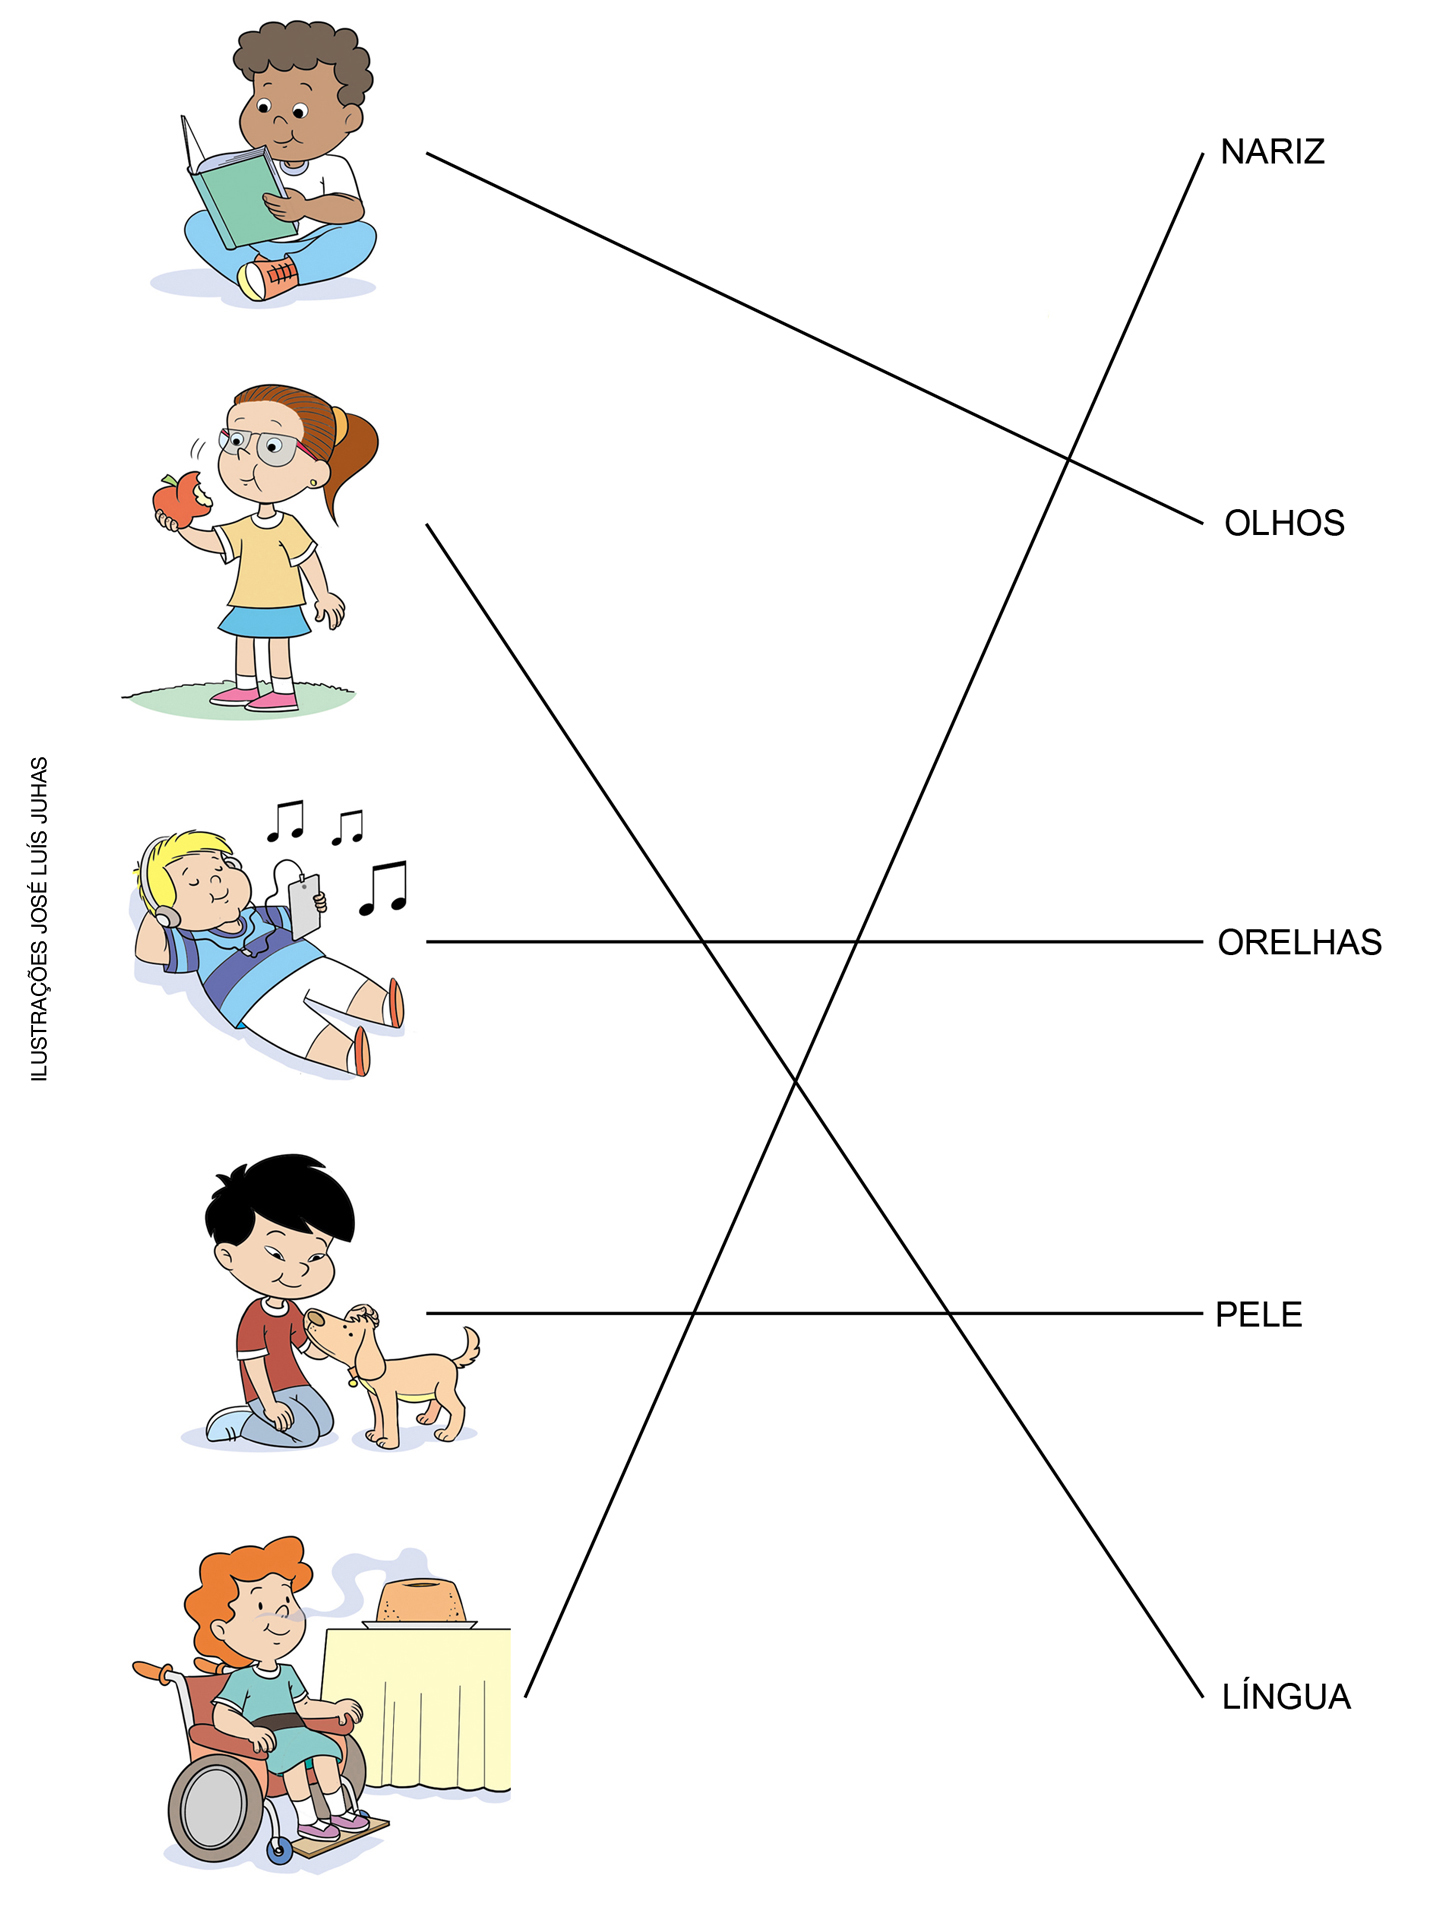 NARIZ
OLHOS
ORELHAS
PELE
LÍNGUA
ILUSTRAÇÕES JOSÉ LUÍS JUHAS